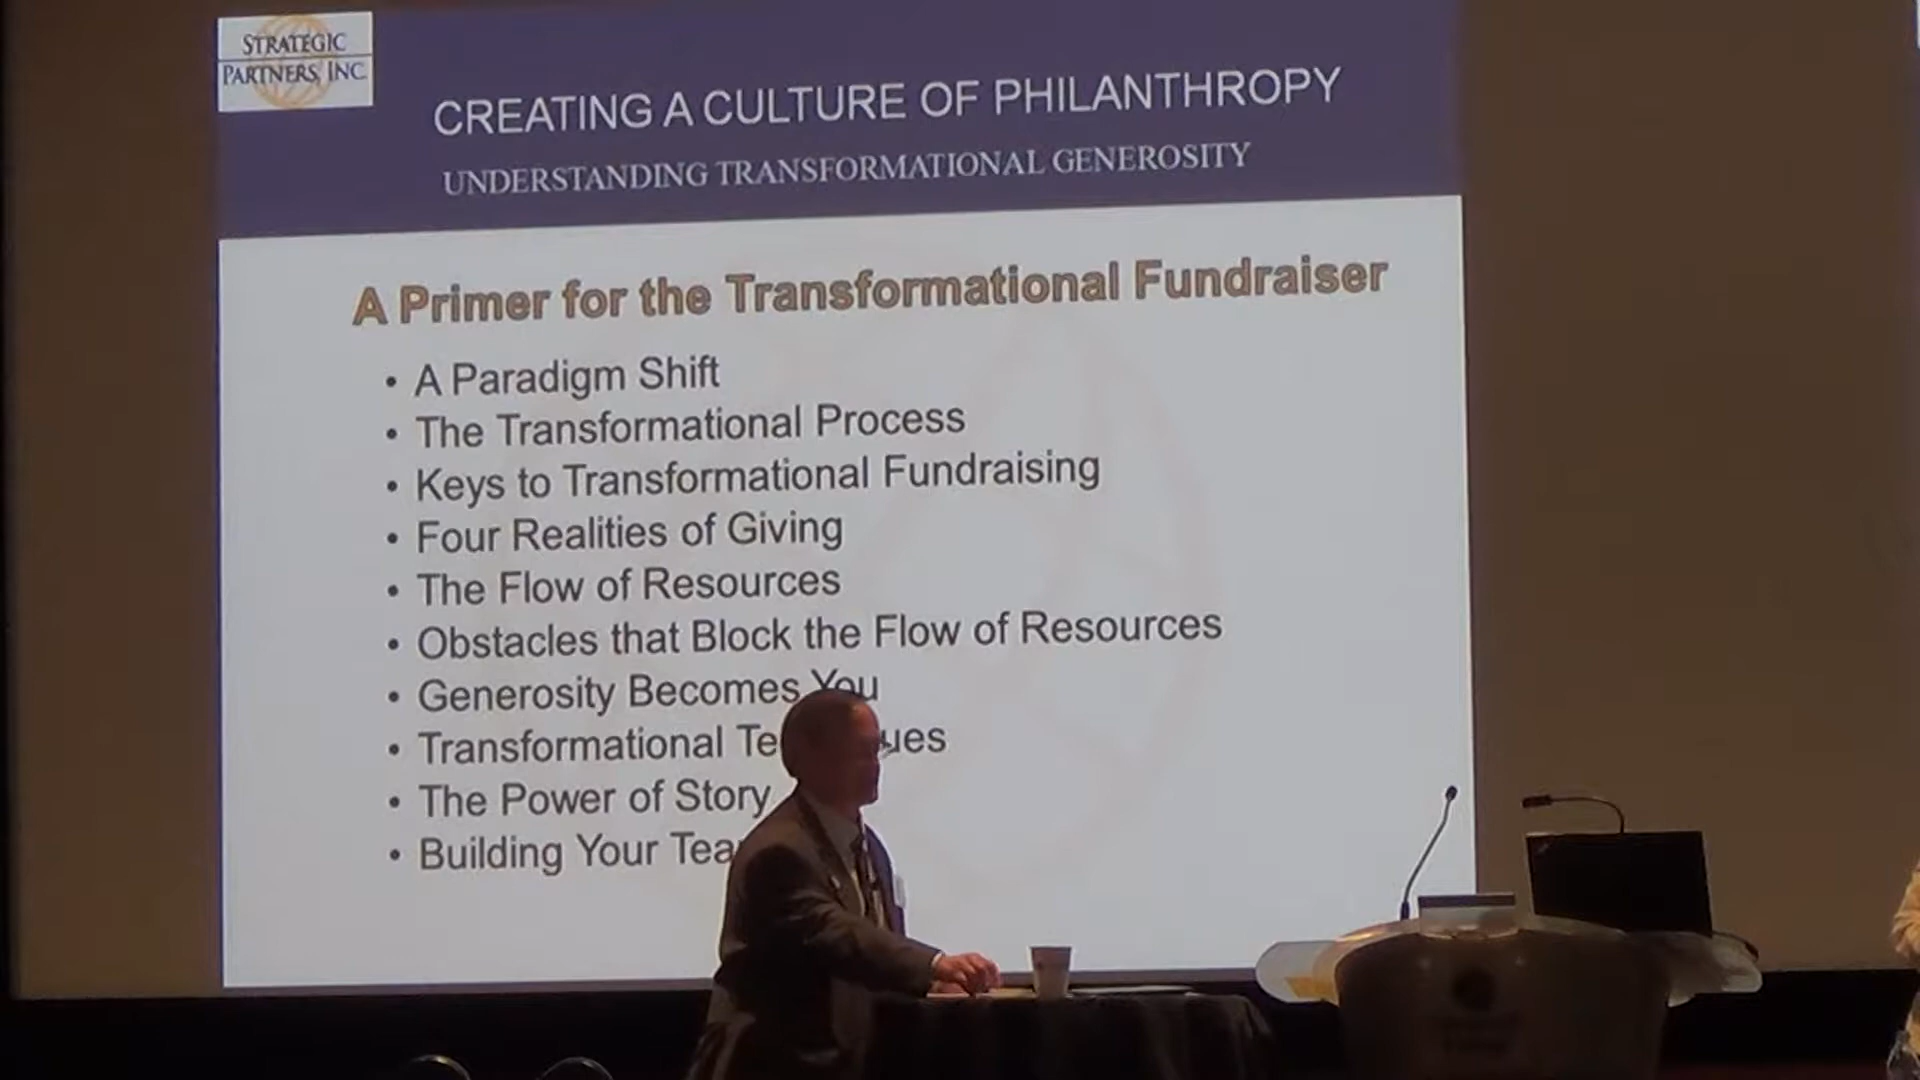 STRATEGIC
PARTNERS, INC.
CREATING A CULTURE OF PHILANTHROPY
UNDERSTANDING TRANSFORMATIONAL GENEROSITY
A Primer for the Transformational Fundraiser
• A Paradigm Shift
• The Transformational Process
• Keys to Transformational Fundraising
• Four Realities of Giving
• The Flow of Resources
• Obstacles that Block the Flow of Resources
• Generosity Becomes You
• Transformational
• The Power of Story
• Building Your